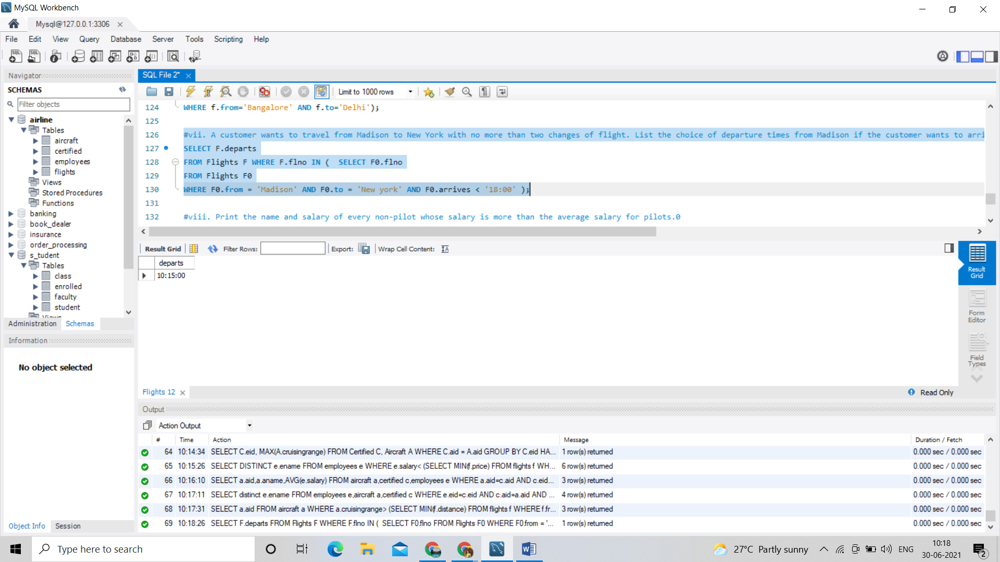 MySQL Workbench
Mysql@127.0.0.1:3306
File Edit View Query Database Server Tools Scripting Help
Navigator
SCHEMAS
Filter objects
airline
Tables
aircraft
certified
employees
flights
Views
Stored Procedures
Functions
banking
book_dealer
insurance
order_processing
s_tudent
Tables
class
enrolled
faculty
student
Views
Administration Schemas
Information
No object selected
Object Info Session
SQL File 2*
Limit to 1000 rows
124 WHERE f.from='Bangalore' AND f.to='Delhi');
125
126 #vii. A customer wants to travel from Madison to New York with no more than two changes of flight. List the choice of departure times from Madison if the customer wants to arri
127 SELECT F.departs
128 FROM Flights F WHERE F.flno IN (  SELECT F0.flno
129 FROM Flights F0
130 WHERE F0.from = 'Madison' AND F0.to = 'New york' AND F0.arrives < '18:00' );
131
132 #viii. Print the name and salary of every non-pilot whose salary is more than the average salary for pilots.0
Result Grid Filter Rows: Export: Wrap Cell Content:
departs
10:15:00
Result Grid
Form Editor
Field Types
Flights 12
Read Only
Output
Action Output
# Time Action Message Duration / Fetch
64 10:14:34 SELECT C.eid, MAX(A.cruisingrange) FROM Certified C, Aircraft A WHERE C.aid = A.aid GROUP BY C.eid HA... 1 row(s) returned 0.000 sec / 0.000 sec
65 10:15:26 SELECT DISTINCT e.ename FROM employees e WHERE e.salary< (SELECT MIN(f.price) FROM flights f WH... 6 row(s) returned 0.000 sec / 0.000 sec
66 10:16:10 SELECT a.aid,a.aname,AVG(e.salary) FROM aircraft a,certified c,employees e WHERE a.aid=c.aid AND c.eid... 3 row(s) returned 0.000 sec / 0.000 sec
67 10:17:11 SELECT distinct e.ename FROM employees e,aircraft a,certified c WHERE e.eid=c.eid AND c.aid=a.aid AND ... 4 row(s) returned 0.000 sec / 0.000 sec
68 10:17:31 SELECT a.aid FROM aircraft a WHERE a.cruisingrange> (SELECT MIN(f.distance) FROM flights f WHERE f.fr... 3 row(s) returned 0.000 sec / 0.000 sec
69 10:18:26 SELECT F.departs FROM Flights F WHERE F.flno IN (  SELECT F0.flno FROM Flights F0 WHERE F0.from = '... 1 row(s) returned 0.000 sec / 0.000 sec
Type here to search
27°C Partly sunny
ENG
10:18
30-06-2021
2